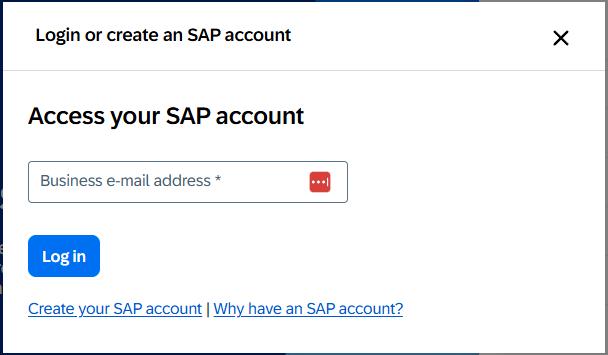 Login or create an SAP account
Access your SAP account
Business e-mail address *
Log in
Create your SAP account | Why have an SAP account?